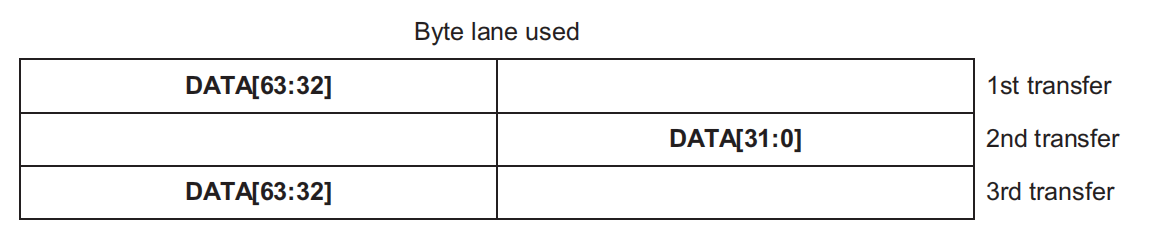 Byte lane used
DATA[63:32] 1st transfer
DATA[31:0] 2nd transfer
DATA[63:32] 3rd transfer